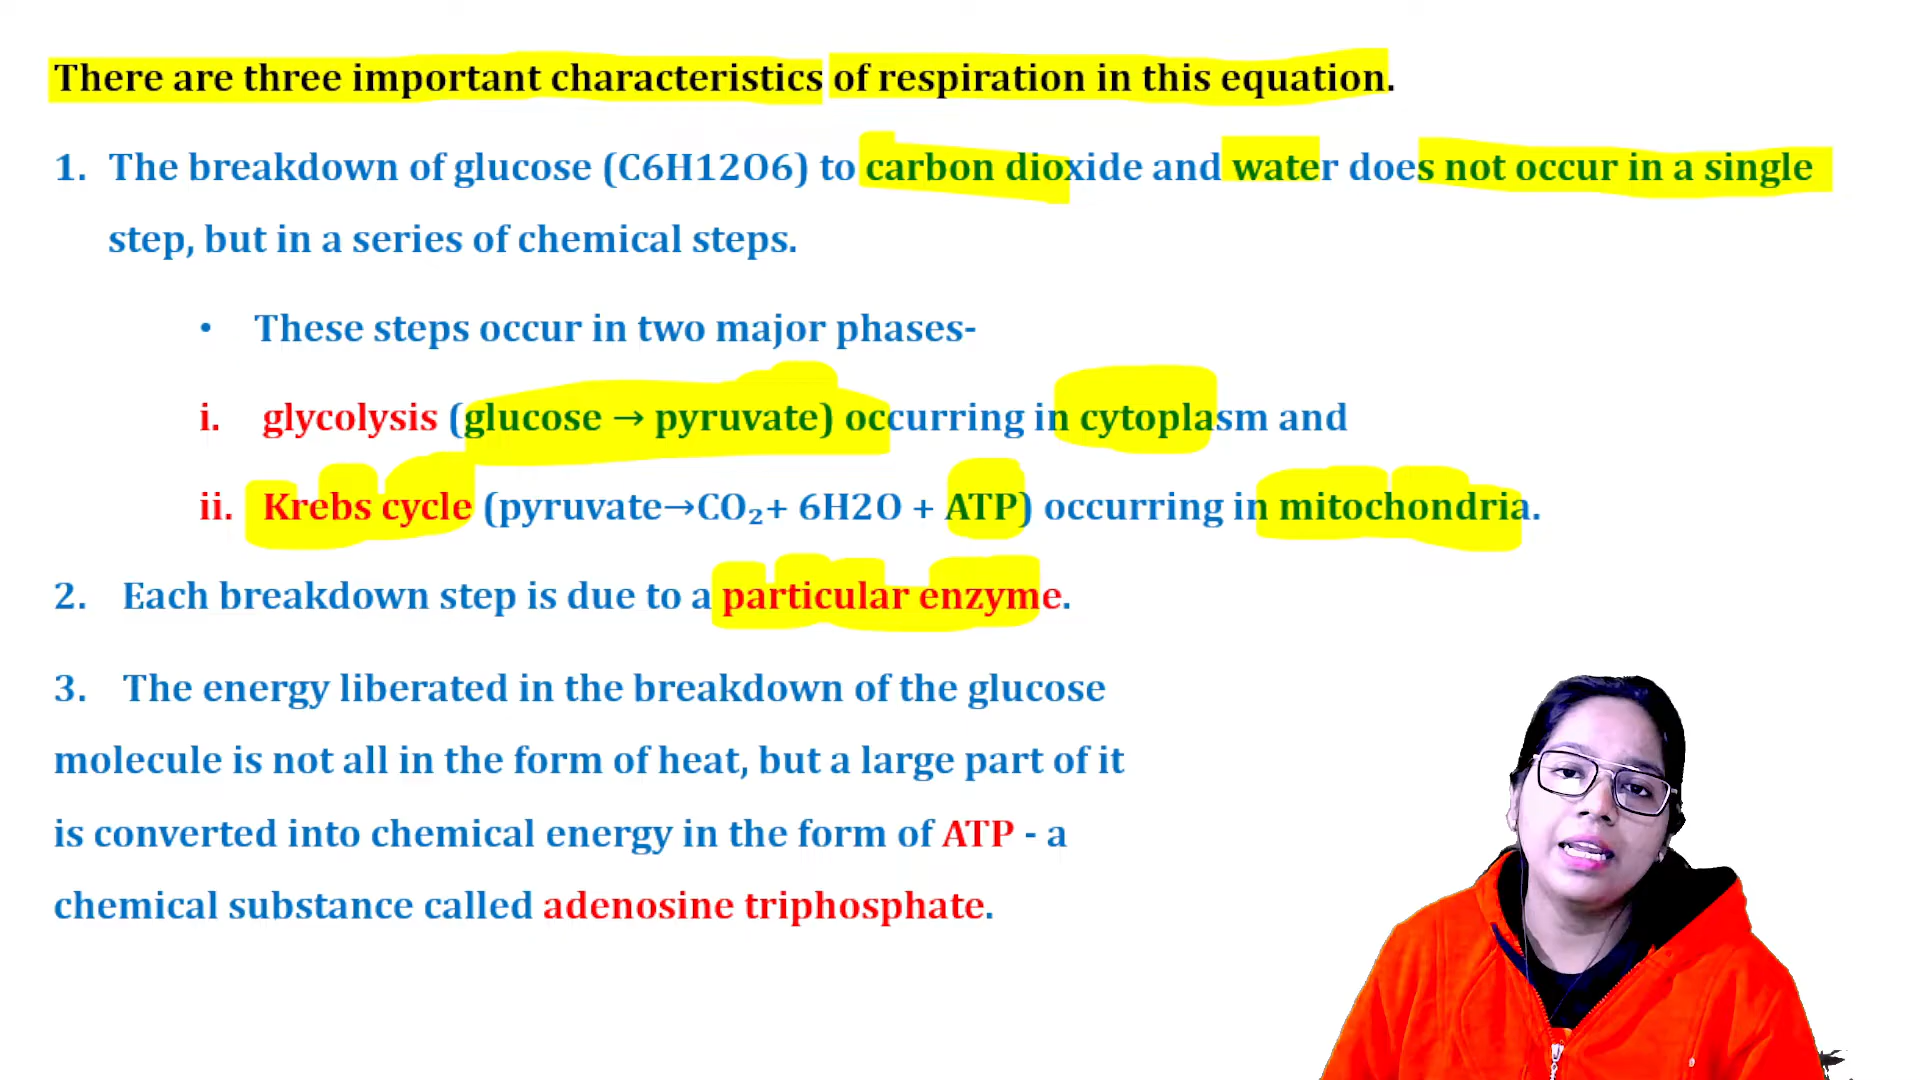 There are three important characteristics of respiration in this equation.
1. The breakdown of glucose (C6H12O6) to carbon dioxide and water does not occur in a single
step, but in a series of chemical steps.
• These steps occur in two major phases-
i. glycolysis (glucose → pyruvate) occurring in cytoplasm and
ii. Krebs cycle (pyruvate→CO₂+ 6H2O + ATP) occurring in mitochondria.
2. Each breakdown step is due to a particular enzyme.
3. The energy liberated in the breakdown of the glucose
molecule is not all in the form of heat, but a large part of it
is converted into chemical energy in the form of ATP - a
chemical substance called adenosine triphosphate.